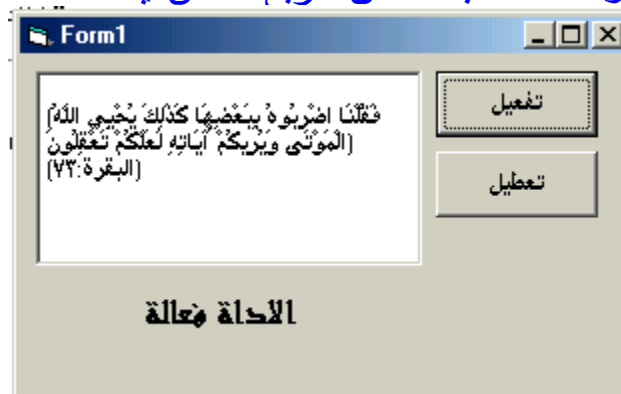 Form1
فَقُلْنَا اضْرِبُوهُ بِبَعْضِهَا كَذَلِكَ يُحْيِي اللَّهُ
(الْمَوْتَى وَيُرِيكُمْ آيَاتِهِ لَعَلَّكُمْ تَعْقِلُونَ
(البقرة:٧٣)
تفعيل
تعطيل
الاداة فعالة